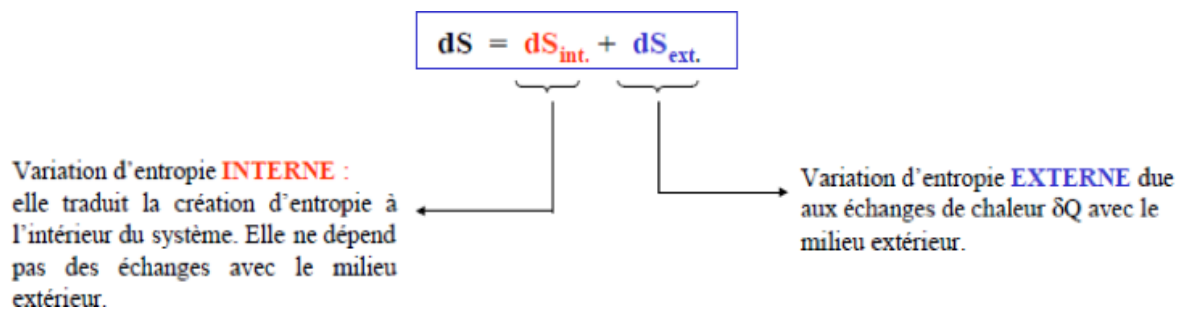 dS = dS_int. + dS_ext.
Variation d’entropie INTERNE :
elle traduit la création d’entropie à
l’intérieur du système. Elle ne dépend
pas des échanges avec le milieu
extérieur.
Variation d’entropie EXTERNE due
aux échanges de chaleur δQ avec le
milieu extérieur.